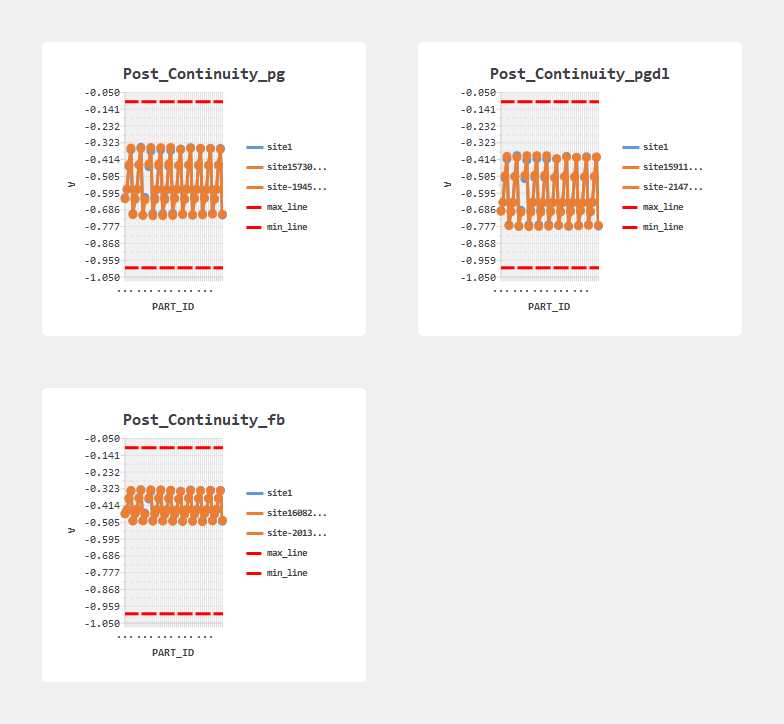 Post_Continuity_pg
-0.050
-0.141
-0.232
-0.323
-0.414
-0.505
-0.595
-0.686
-0.777
-0.868
-0.959
-1.050
A
... ... ... ... ...
PART_ID
site1
site15730...
site-1945...
max_line
min_line
Post_Continuity_pgdl
-0.050
-0.141
-0.232
-0.323
-0.414
-0.505
-0.595
-0.686
-0.777
-0.868
-0.959
-1.050
A
... ... ... ... ...
PART_ID
site1
site15911...
site-2147...
max_line
min_line
Post_Continuity_fb
-0.050
-0.141
-0.232
-0.323
-0.414
-0.505
-0.595
-0.686
-0.777
-0.868
-0.959
-1.050
A
... ... ... ... ...
PART_ID
site1
site16082...
site-2013...
max_line
min_line